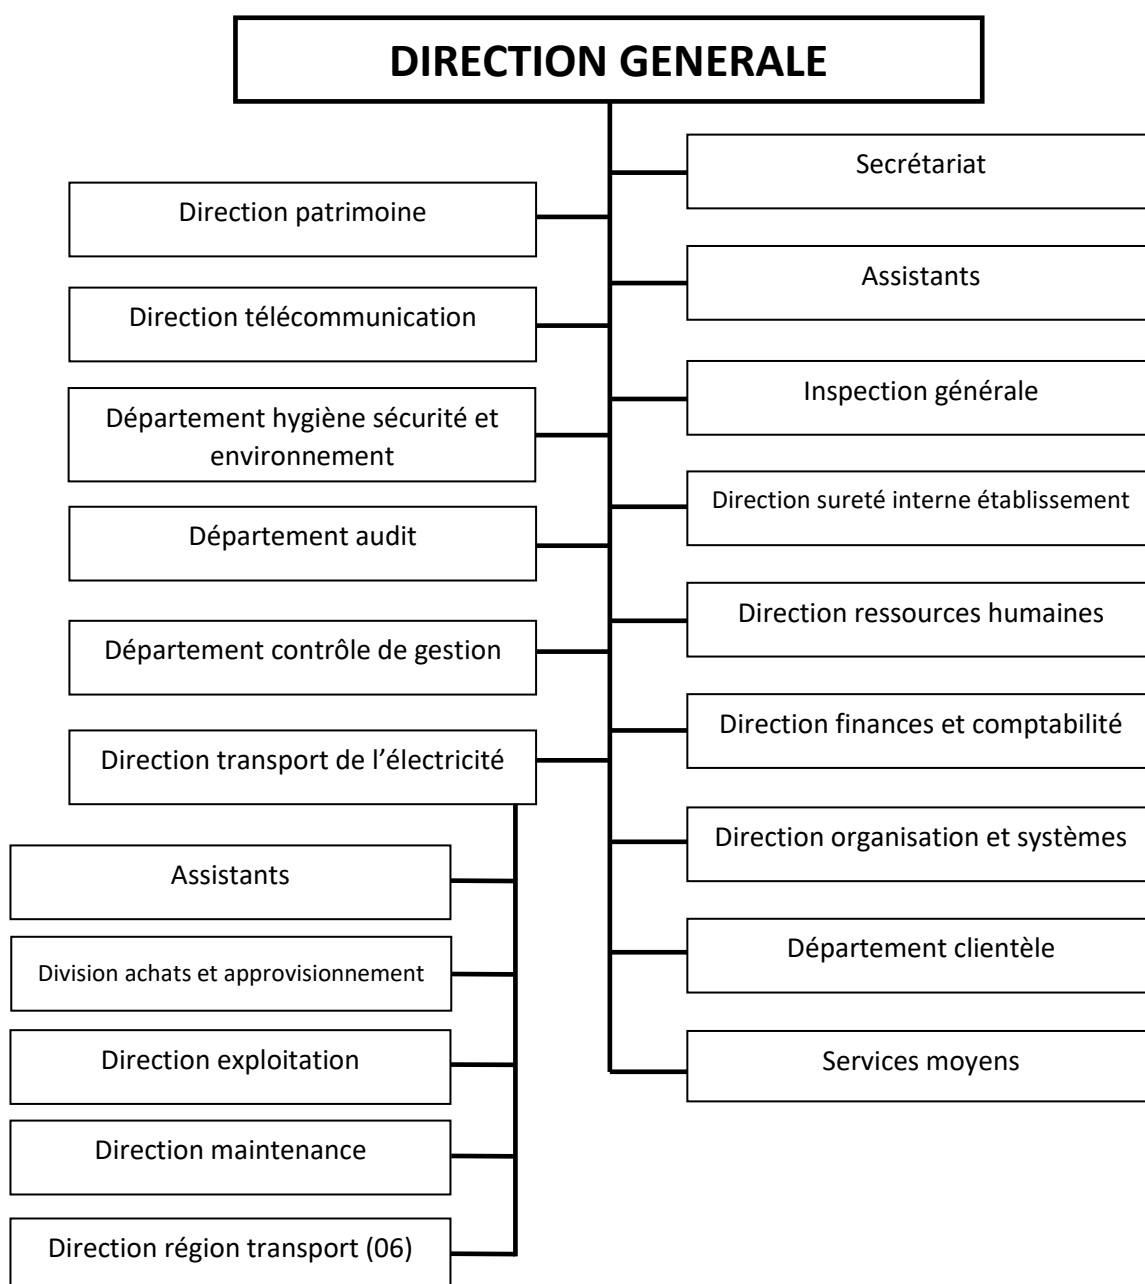 DIRECTION GENERALE
Secrétariat
Direction patrimoine
Assistants
Direction télécommunication
Inspection générale
Département hygiène sécurité et
environnement
Direction sureté interne établissement
Département audit
Direction ressources humaines
Département contrôle de gestion
Direction finances et comptabilité
Direction transport de l’électricité
Direction organisation et systèmes
Assistants
Département clientèle
Division achats et approvisionnement
Direction exploitation
Services moyens
Direction maintenance
Direction région transport (06)